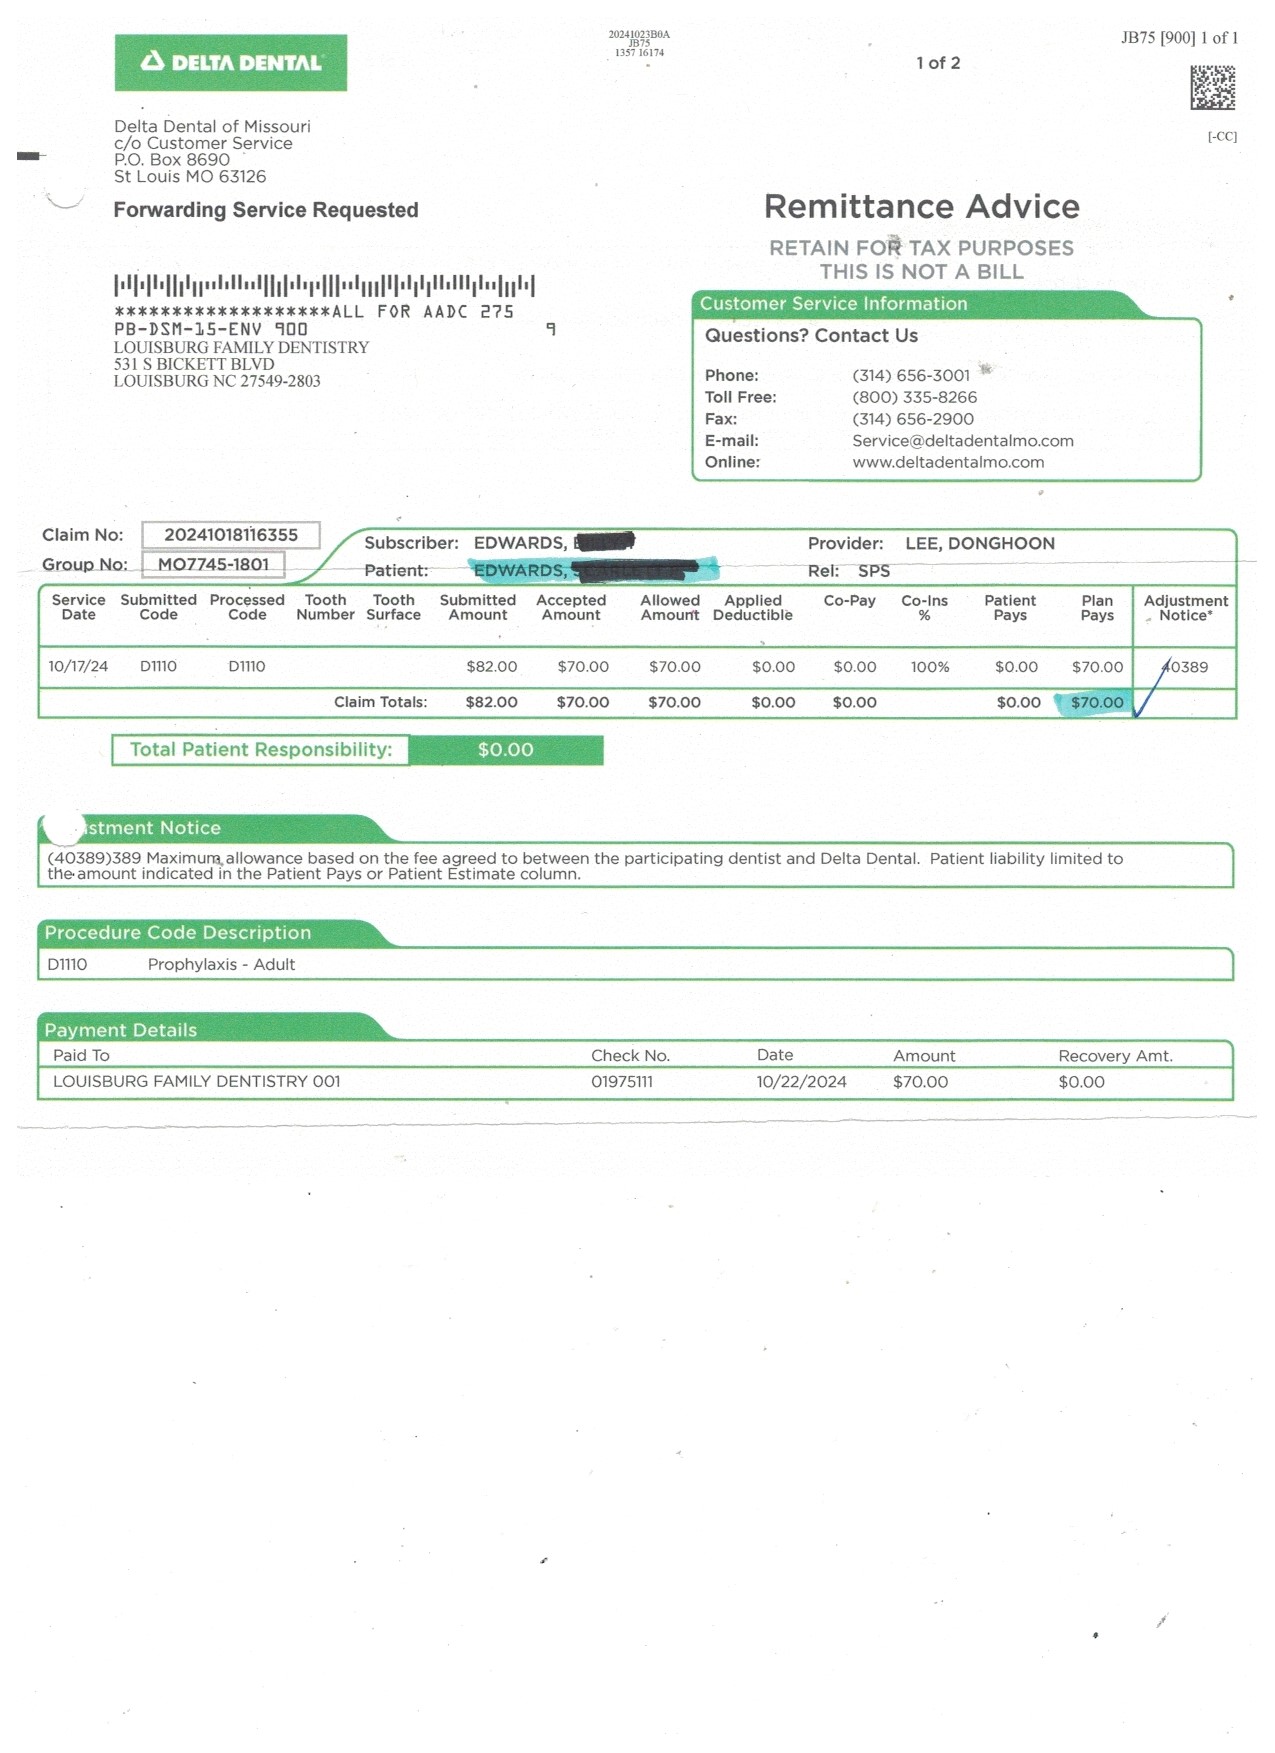 20241023B0A
JB75
1357 16174
JB75 [900] 1 of 1
1 of 2
DELTA DENTAL
[-CC]
Delta Dental of Missouri
c/o Customer Service
P.O. Box 8690
St Louis MO 63126
Forwarding Service Requested
Remittance Advice
RETAIN FOR TAX PURPOSES
THIS IS NOT A BILL
*******************ALL FOR AADC 275
PB-DSM-15-ENV 900 9
LOUISBURG FAMILY DENTISTRY
531 S BICKETT BLVD
LOUISBURG NC 27549-2803
Customer Service Information
Questions? Contact Us
Phone: (314) 656-3001
Toll Free: (800) 335-8266
Fax: (314) 656-2900
E-mail: Service@deltadentalmo.com
Online: www.deltadentalmo.com
Claim No: 20241018116355
Group No: MO7745-1801
Subscriber: EDWARDS,
Provider: LEE, DONGHOON
Patient: EDWARDS,
Rel: SPS
Service Date Submitted Code Processed Code Tooth Number Tooth Surface Submitted Amount Accepted Amount Allowed Amount Applied Deductible Co-Pay Co-Ins % Patient Pays Plan Pays Adjustment Notice*
10/17/24 D1110 D1110 $82.00 $70.00 $70.00 $0.00 $0.00 100% $0.00 $70.00 40389
Claim Totals: $82.00 $70.00 $70.00 $0.00 $0.00 $0.00 $70.00
Total Patient Responsibility: $0.00
stment Notice
(40389)389 Maximum allowance based on the fee agreed to between the participating dentist and Delta Dental. Patient liability limited to
the amount indicated in the Patient Pays or Patient Estimate column.
Procedure Code Description
D1110 Prophylaxis - Adult
Payment Details
Paid To Check No. Date Amount Recovery Amt.
LOUISBURG FAMILY DENTISTRY 001 01975111 10/22/2024 $70.00 $0.00